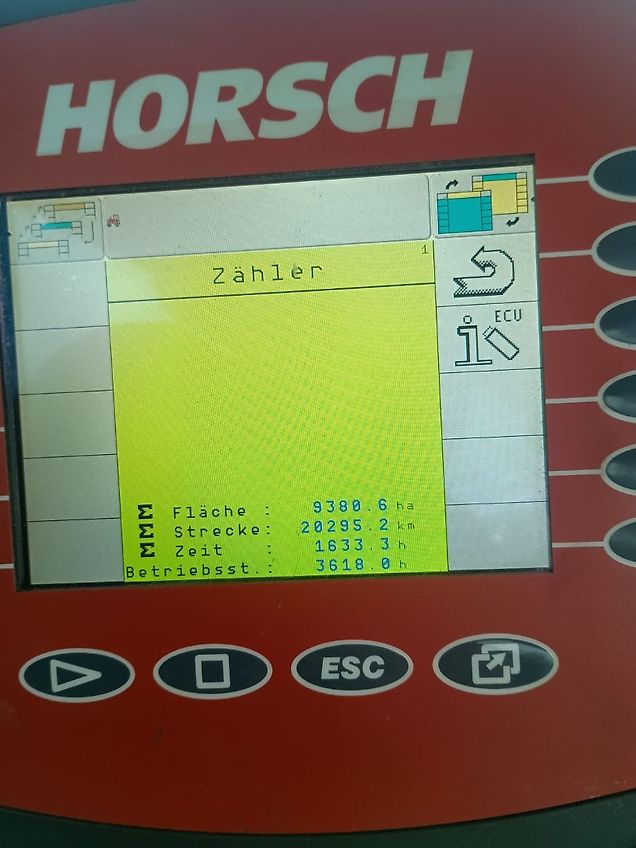 HORSCH
1
Zähler
ECU
Σ Fläche : 9380.6 ha
Σ Strecke: 20295.2 km
Σ Zeit : 1633.3 h
Betriebsst.: 3618.0 h
ESC